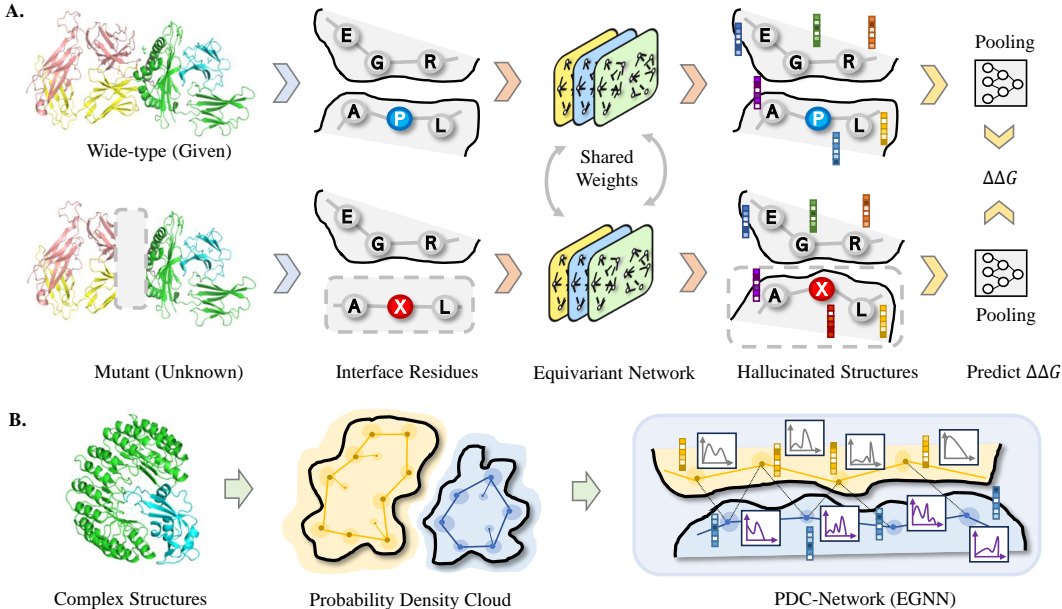 A.
E
G
R
A
P
L
Wide-type (Given)
Shared
Weights
E
G
R
A
P
L
Pooling
ΔΔG
E
G
R
A
X
L
E
G
R
A
X
L
Pooling
Mutant (Unknown)
Interface Residues
Equivariant Network
Hallucinated Structures
Predict ΔΔG
B.
Complex Structures
Probability Density Cloud
PDC-Network (EGNN)